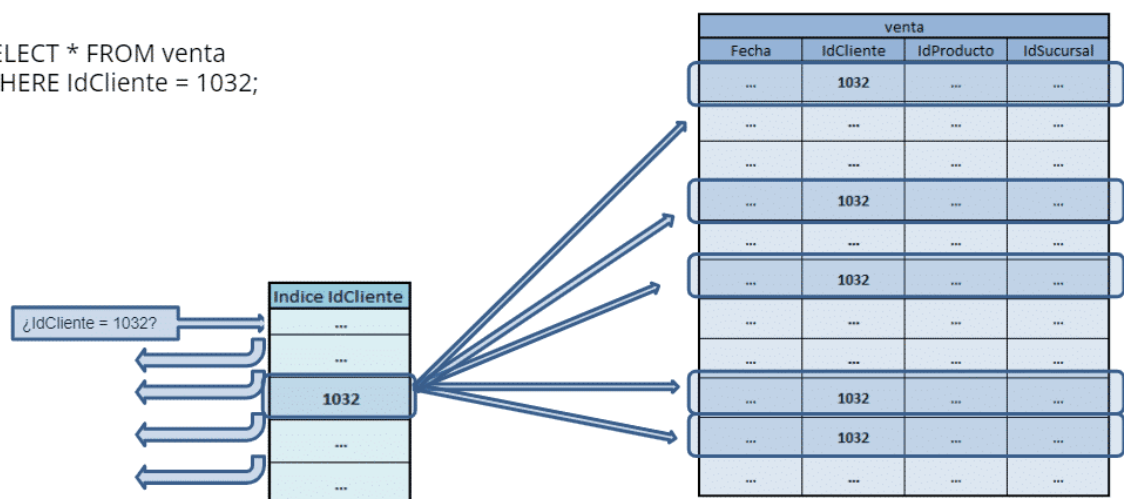 ELECT * FROM venta
HERE IdCliente = 1032;
venta
Fecha IdCliente IdProducto IdSucursal
... 1032 ... ...
... ... ... ...
... ... ... ...
... 1032 ... ...
... ... ... ...
... 1032 ... ...
... ... ... ...
... ... ... ...
... 1032 ... ...
... 1032 ... ...
... ... ... ...
¿IdCliente = 1032?
Indice IdCliente
...
...
1032
...
...